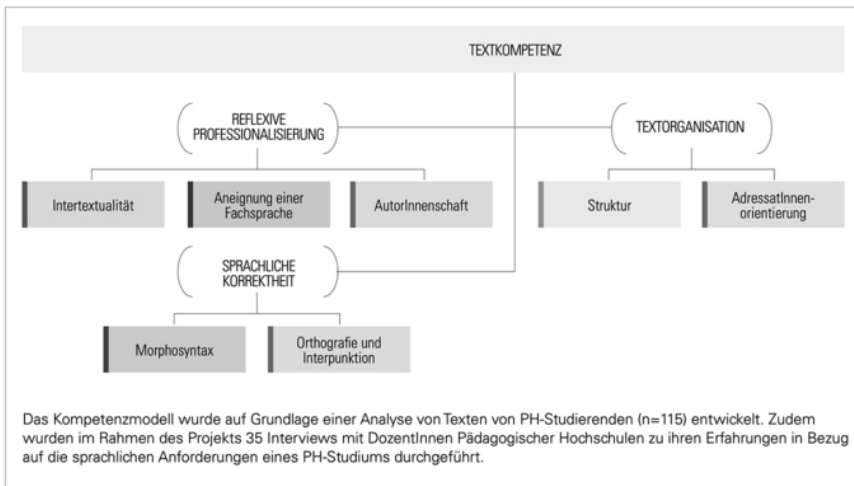 TEXTKOMPETENZ
REFLEXIVE
PROFESSIONALISIERUNG
TEXTORGANISATION
Intertextualität
Aneignung einer
Fachsprache
AutorInnenschaft
Struktur
AdressatInnen-
orientierung
SPRACHLICHE
KORREKTHEIT
Morphosyntax
Orthografie und
Interpunktion
Das Kompetenzmodell wurde auf Grundlage einer Analyse von Texten von PH-Studierenden (n=115) entwickelt. Zudem
wurden im Rahmen des Projekts 35 Interviews mit DozentInnen Pädagogischer Hochschulen zu ihren Erfahrungen in Bezug
auf die sprachlichen Anforderungen eines PH-Studiums durchgeführt.